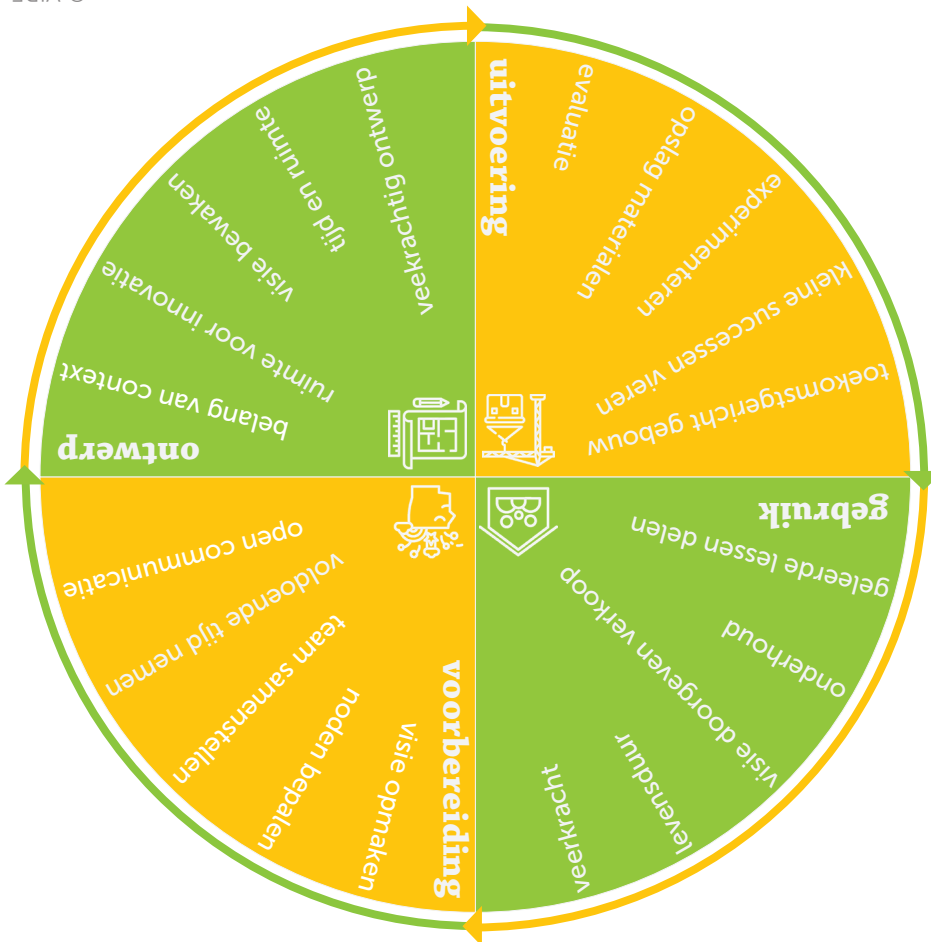 voorbereiding
visie opmaken
noden bepalen
team samenstellen
voldoende tijd nemen
open communicatie
ontwerp
belang van context
ruimte voor innovatie
visie bewaken
tijd en ruimte
veekrachtig ontwerp
uitvoering
evaluatie
opslag materialen
experimenteren
kleine successen vieren
toekomstgericht gebouw
gebruik
geleerde lessen delen
onderhoud
visie doorgeven verkoop
levensduur
veerkracht